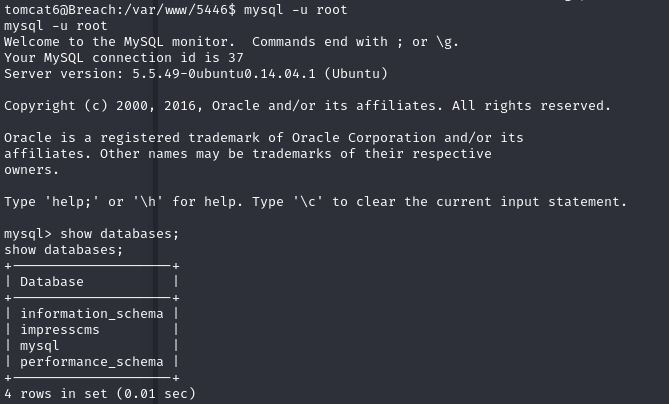 tomcat6@Breach:/var/www/5446$ mysql -u root
mysql -u root
Welcome to the MySQL monitor.  Commands end with ; or \g.
Your MySQL connection id is 37
Server version: 5.5.49-0ubuntu0.14.04.1 (Ubuntu)

Copyright (c) 2000, 2016, Oracle and/or its affiliates. All rights reserved.

Oracle is a registered trademark of Oracle Corporation and/or its
affiliates. Other names may be trademarks of their respective
owners.

Type 'help;' or '\h' for help. Type '\c' to clear the current input statement.

mysql> show databases;
show databases;
+--------------------+
| Database           |
+--------------------+
| information_schema |
| impresscms         |
| mysql              |
| performance_schema |
+--------------------+
4 rows in set (0.01 sec)